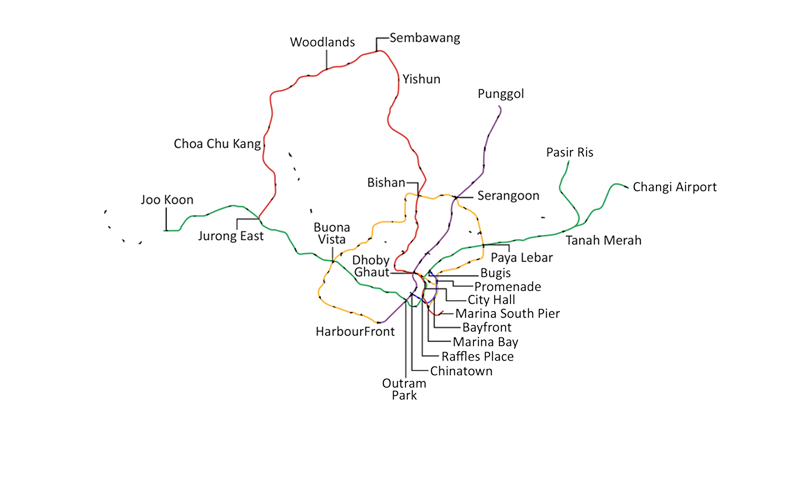 Sembawang
Woodlands
Yishun
Punggol
Choa Chu Kang
Pasir Ris
Bishan
Changi Airport
Joo Koon
Serangoon
Buona
Vista
Jurong East
Tanah Merah
Paya Lebar
Dhoby
Ghaut
Bugis
Promenade
City Hall
Marina South Pier
HarbourFront
Bayfront
Marina Bay
Raffles Place
Chinatown
Outram
Park